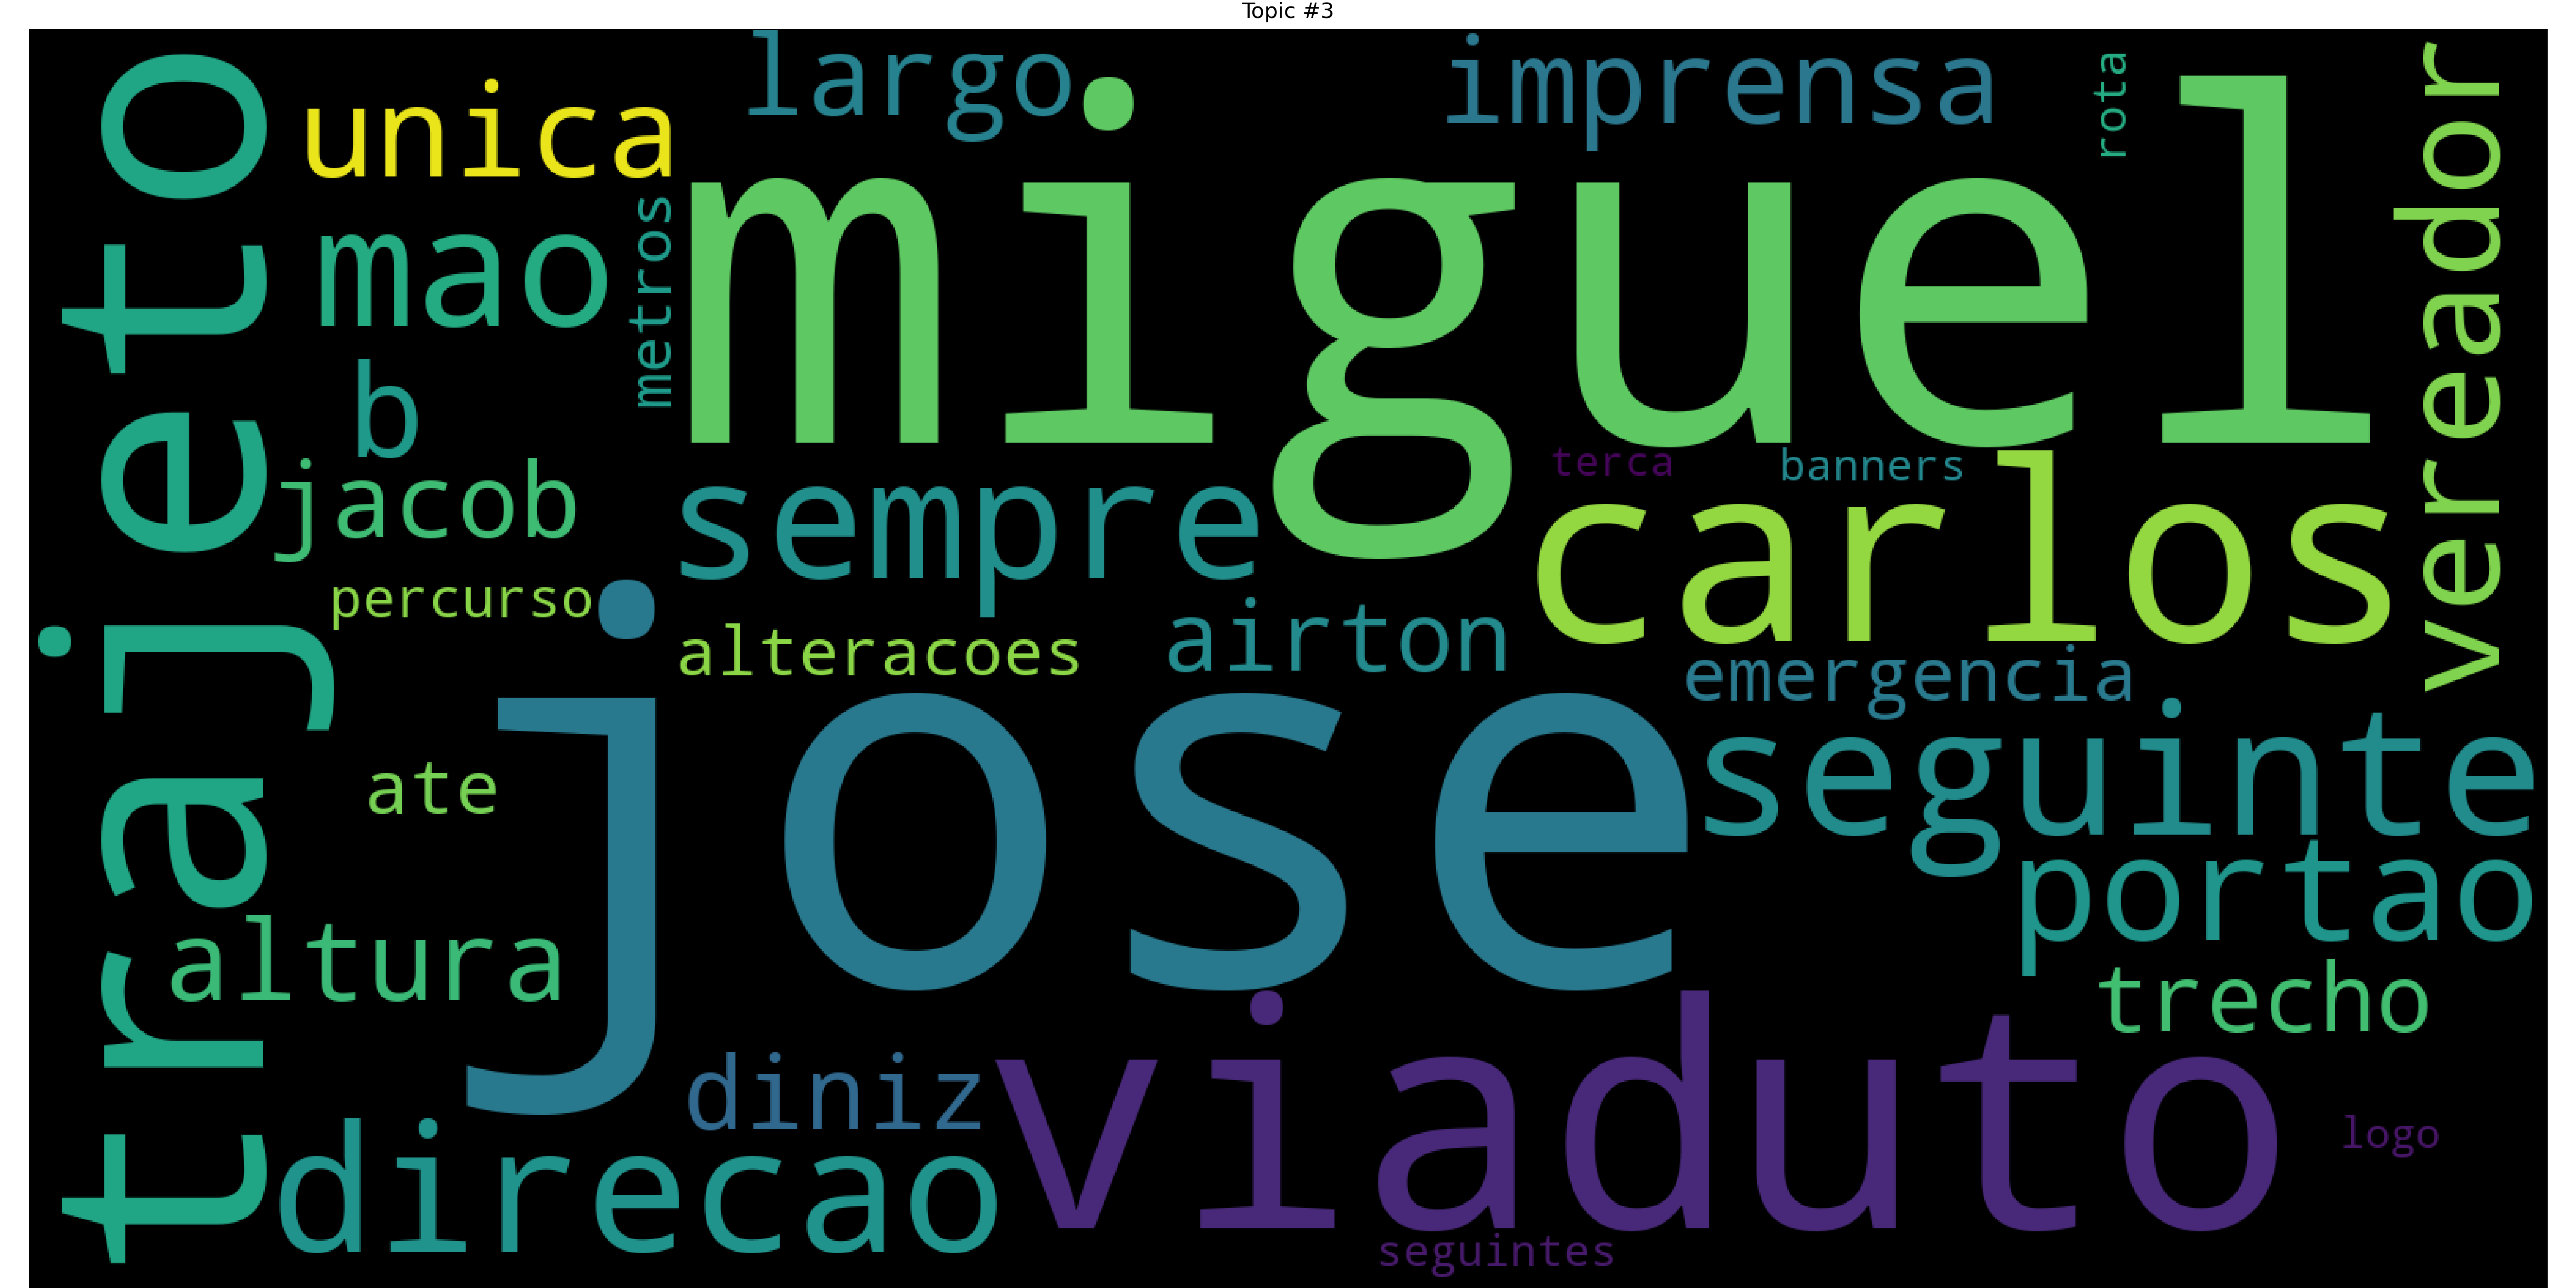 Topic #3
trajeto
unica
largo
miguel
imprensa
rota
vereador
mao
metros
b
jacob
sempre
terca
banners
carlos
percurso
alteracoes
airton
emergencia
jose
seguinte
ate
portao
altura
trecho
diniz
viaduto
direcao
logo
seguintes